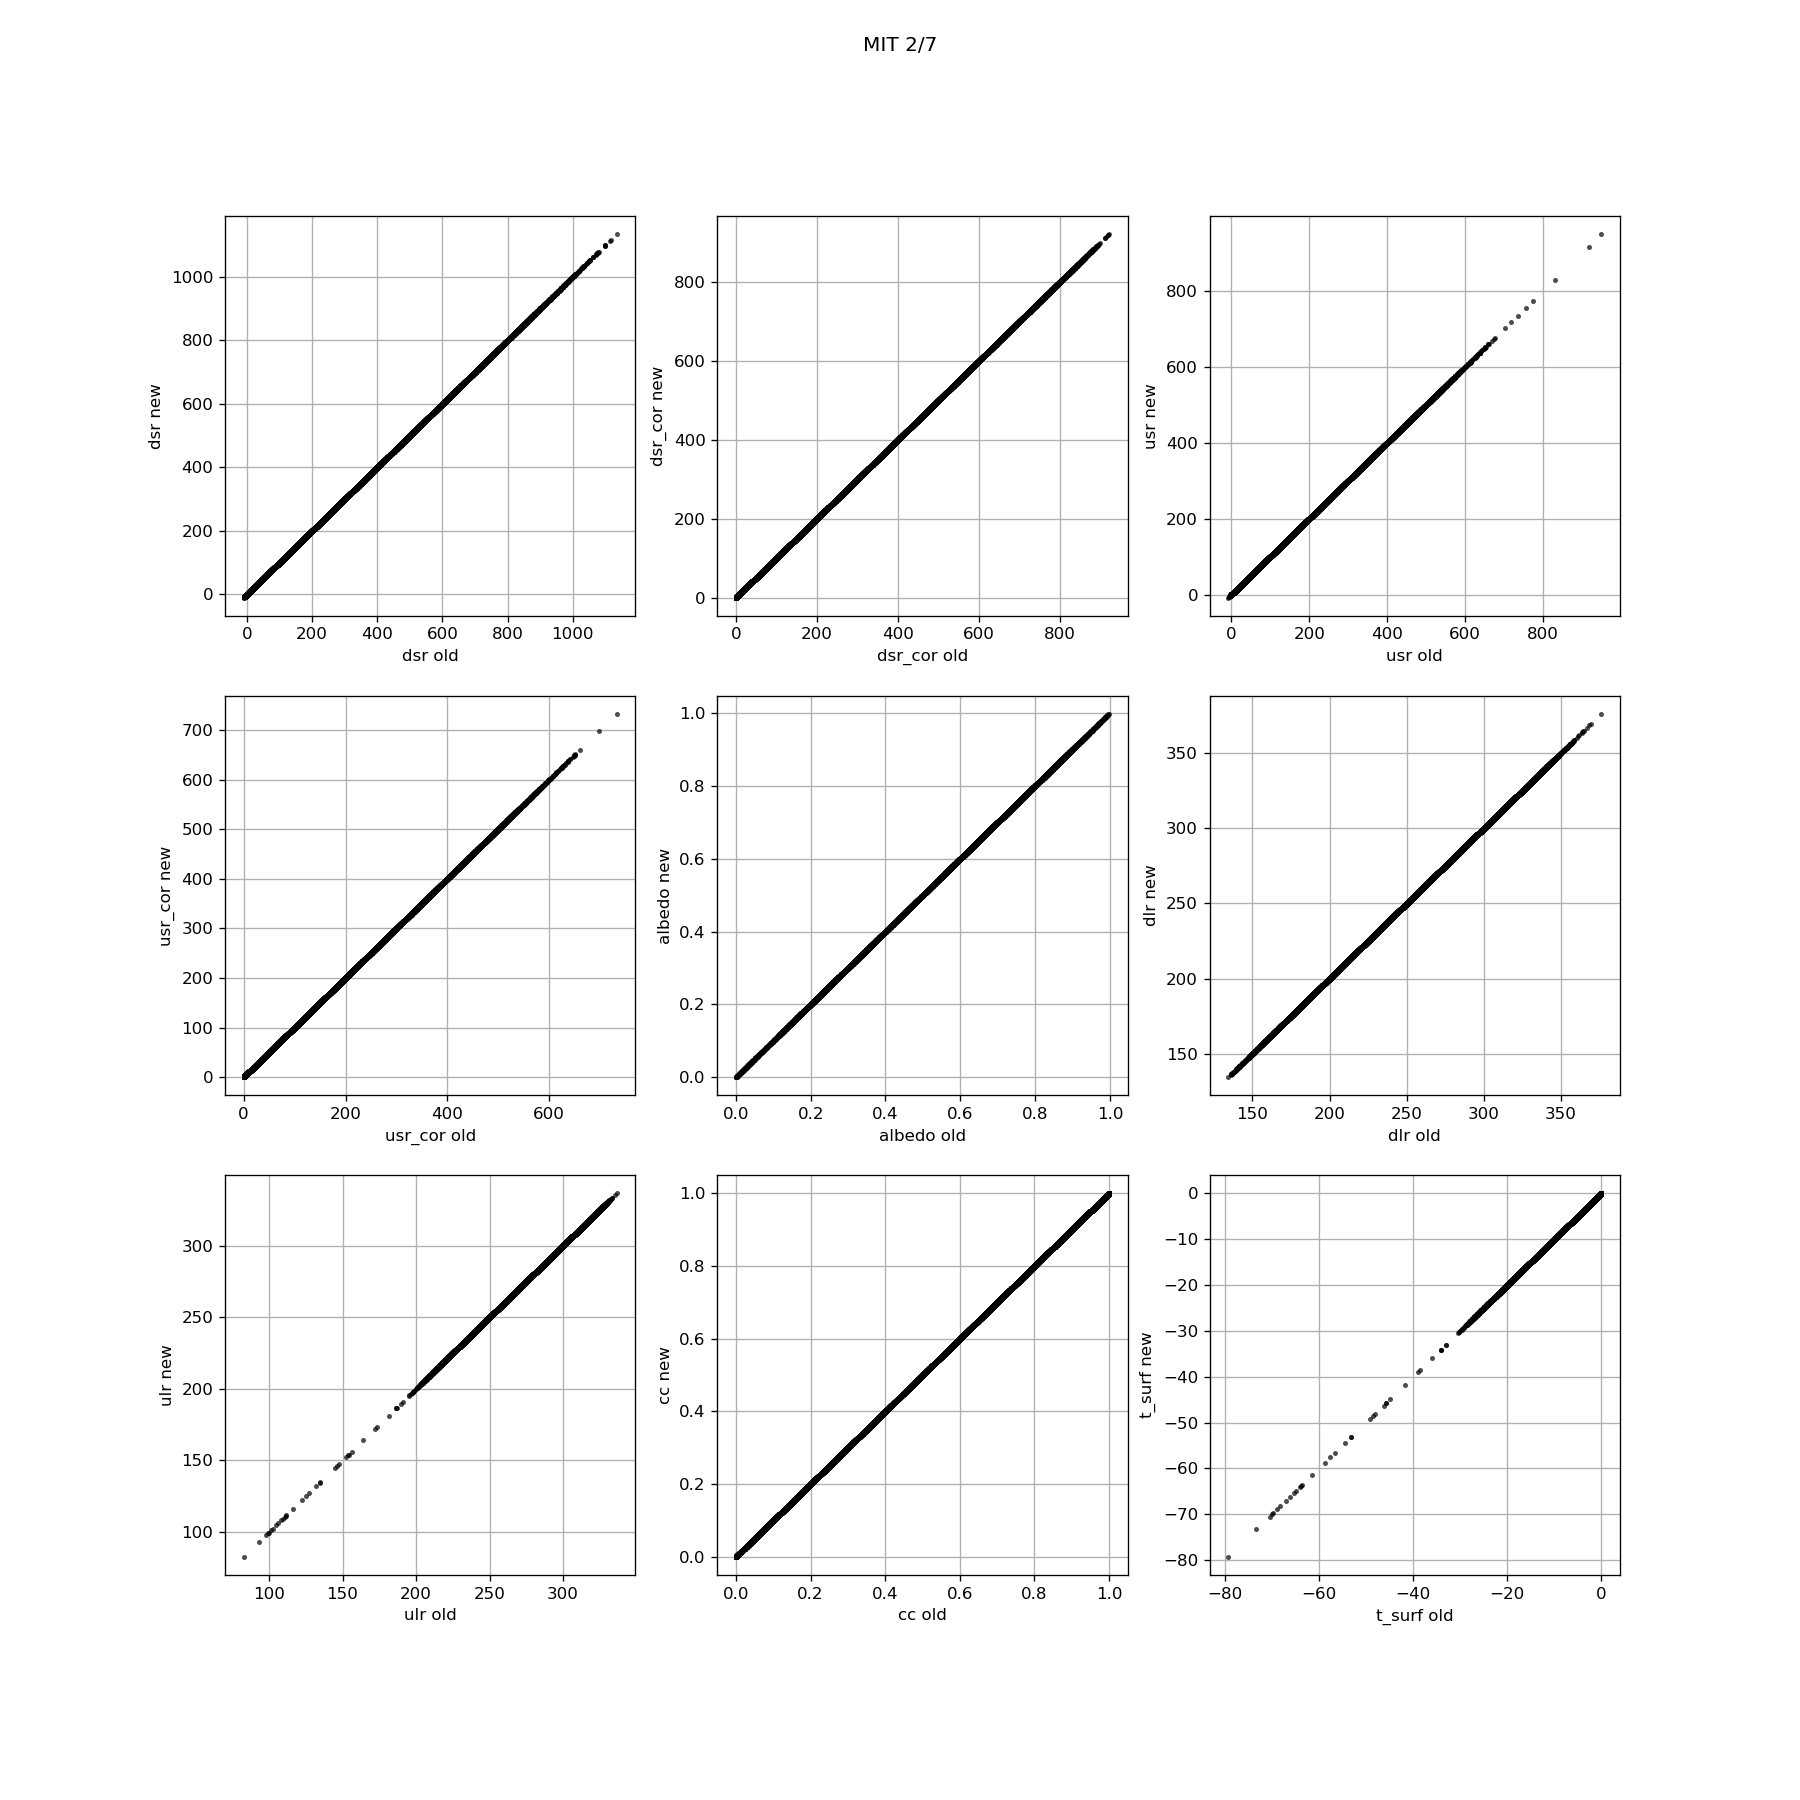 MIT 2/7
1000
800
600
400
200
0
dsr new
0 200 400 600 800 1000
dsr old
800
600
400
200
0
dsr_cor new
0 200 400 600 800
dsr_cor old
800
600
400
200
0
usr new
0 200 400 600 800
usr old
700
600
500
400
300
200
100
0
usr_cor new
0 200 400 600
usr_cor old
1.0
0.8
0.6
0.4
0.2
0.0
albedo new
0.0 0.2 0.4 0.6 0.8 1.0
albedo old
350
300
250
200
150
dlr new
150 200 250 300 350
dlr old
300
250
200
150
100
ulr new
100 150 200 250 300
ulr old
1.0
0.8
0.6
0.4
0.2
0.0
cc new
0.0 0.2 0.4 0.6 0.8 1.0
cc old
0
−10
−20
−30
−40
−50
−60
−70
−80
t_surf new
−80 −60 −40 −20 0
t_surf old